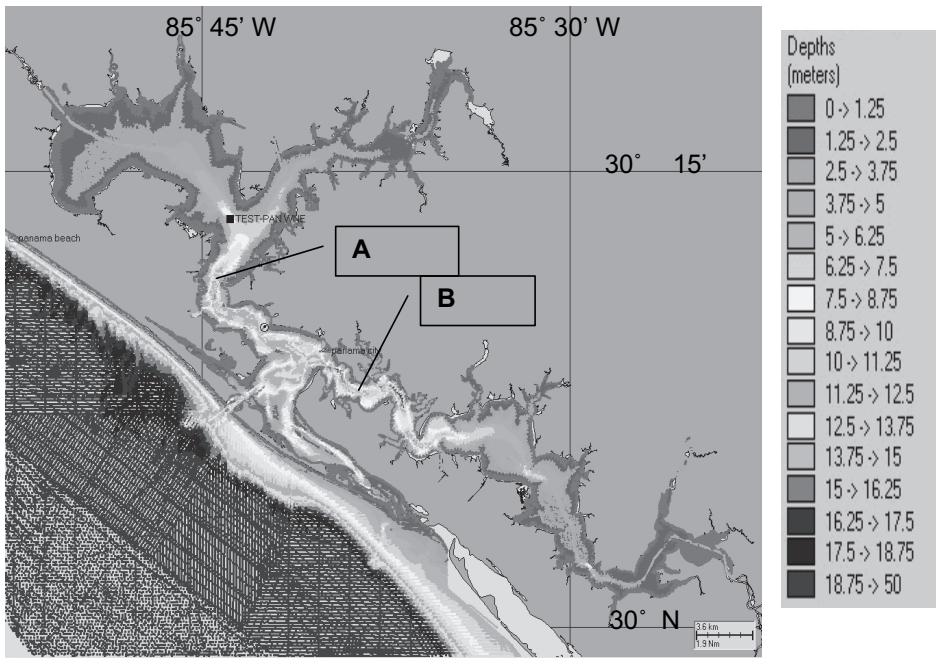 85° 45' W
85° 30' W
30° 15'
TEST-PAN WNE
panama beach
A
B
panama city
30° N
3.6 km
1.9 Nm
Depths
(meters)
0 -> 1.25
1.25 -> 2.5
2.5 -> 3.75
3.75 -> 5
5 -> 6.25
6.25 -> 7.5
7.5 -> 8.75
8.75 -> 10
10 -> 11.25
11.25 -> 12.5
12.5 -> 13.75
13.75 -> 15
15 -> 16.25
16.25 -> 17.5
17.5 -> 18.75
18.75 -> 50